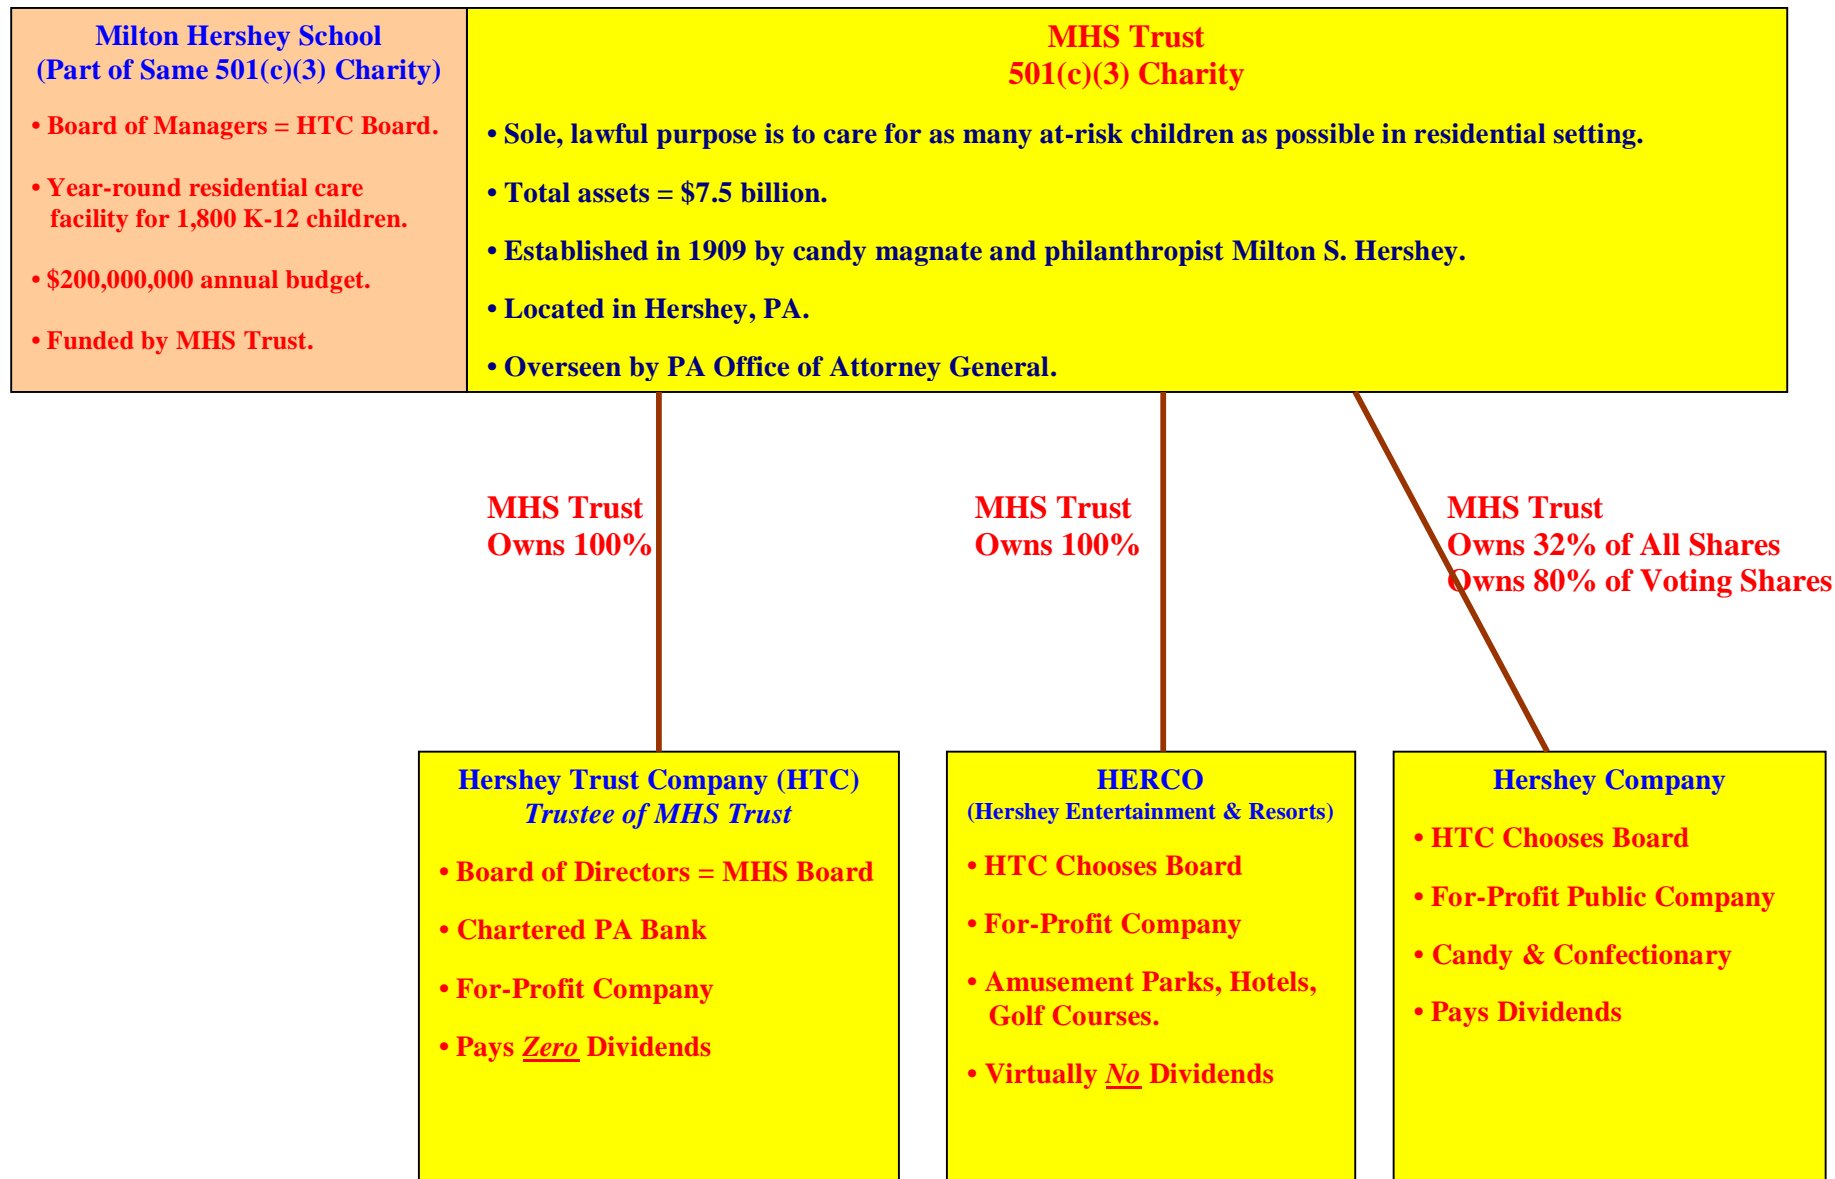 Milton Hershey School
(Part of Same 501(c)(3) Charity)
• Board of Managers = HTC Board.
• Year-round residential care
facility for 1,800 K-12 children.
• $200,000,000 annual budget.
• Funded by MHS Trust.
MHS Trust
501(c)(3) Charity
• Sole, lawful purpose is to care for as many at-risk children as possible in residential setting.
• Total assets = $7.5 billion.
• Established in 1909 by candy magnate and philanthropist Milton S. Hershey.
• Located in Hershey, PA.
• Overseen by PA Office of Attorney General.
MHS Trust
Owns 100%
MHS Trust
Owns 100%
MHS Trust
Owns 32% of All Shares
Owns 80% of Voting Shares
Hershey Trust Company (HTC)
Trustee of MHS Trust
• Board of Directors = MHS Board
• Chartered PA Bank
• For-Profit Company
• Pays Zero Dividends
HERCO
(Hershey Entertainment & Resorts)
• HTC Chooses Board
• For-Profit Company
• Amusement Parks, Hotels,
Golf Courses.
• Virtually No Dividends
Hershey Company
• HTC Chooses Board
• For-Profit Public Company
• Candy & Confectionary
• Pays Dividends